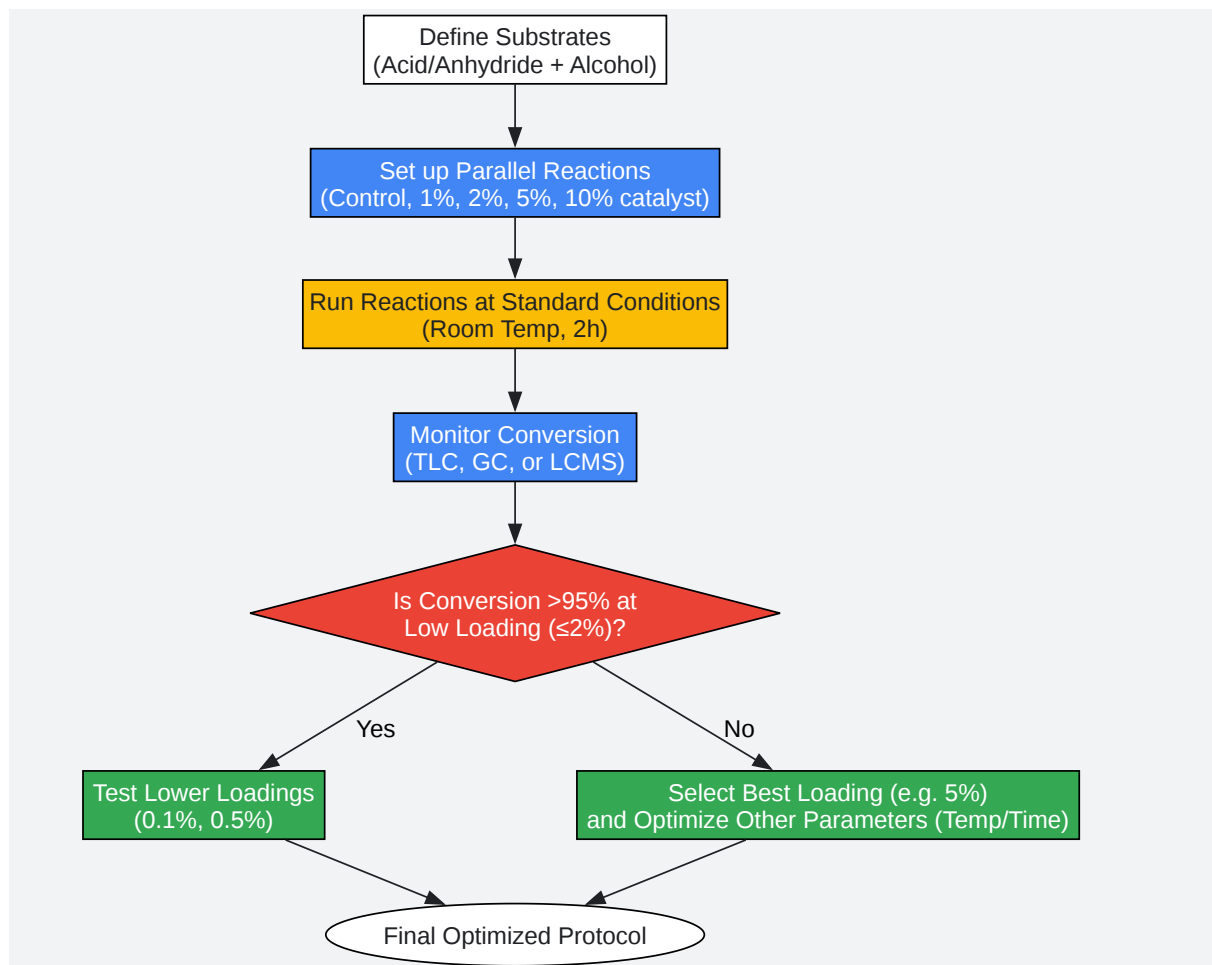 Define Substrates
(Acid/Anhydride + Alcohol)
Set up Parallel Reactions
(Control, 1%, 2%, 5%, 10% catalyst)
Run Reactions at Standard Conditions
(Room Temp, 2h)
Monitor Conversion
(TLC, GC, or LCMS)
Is Conversion >95% at
Low Loading (≤2%)?
Yes
No
Test Lower Loadings
(0.1%, 0.5%)
Select Best Loading (e.g. 5%)
and Optimize Other Parameters (Temp/Time)
Final Optimized Protocol